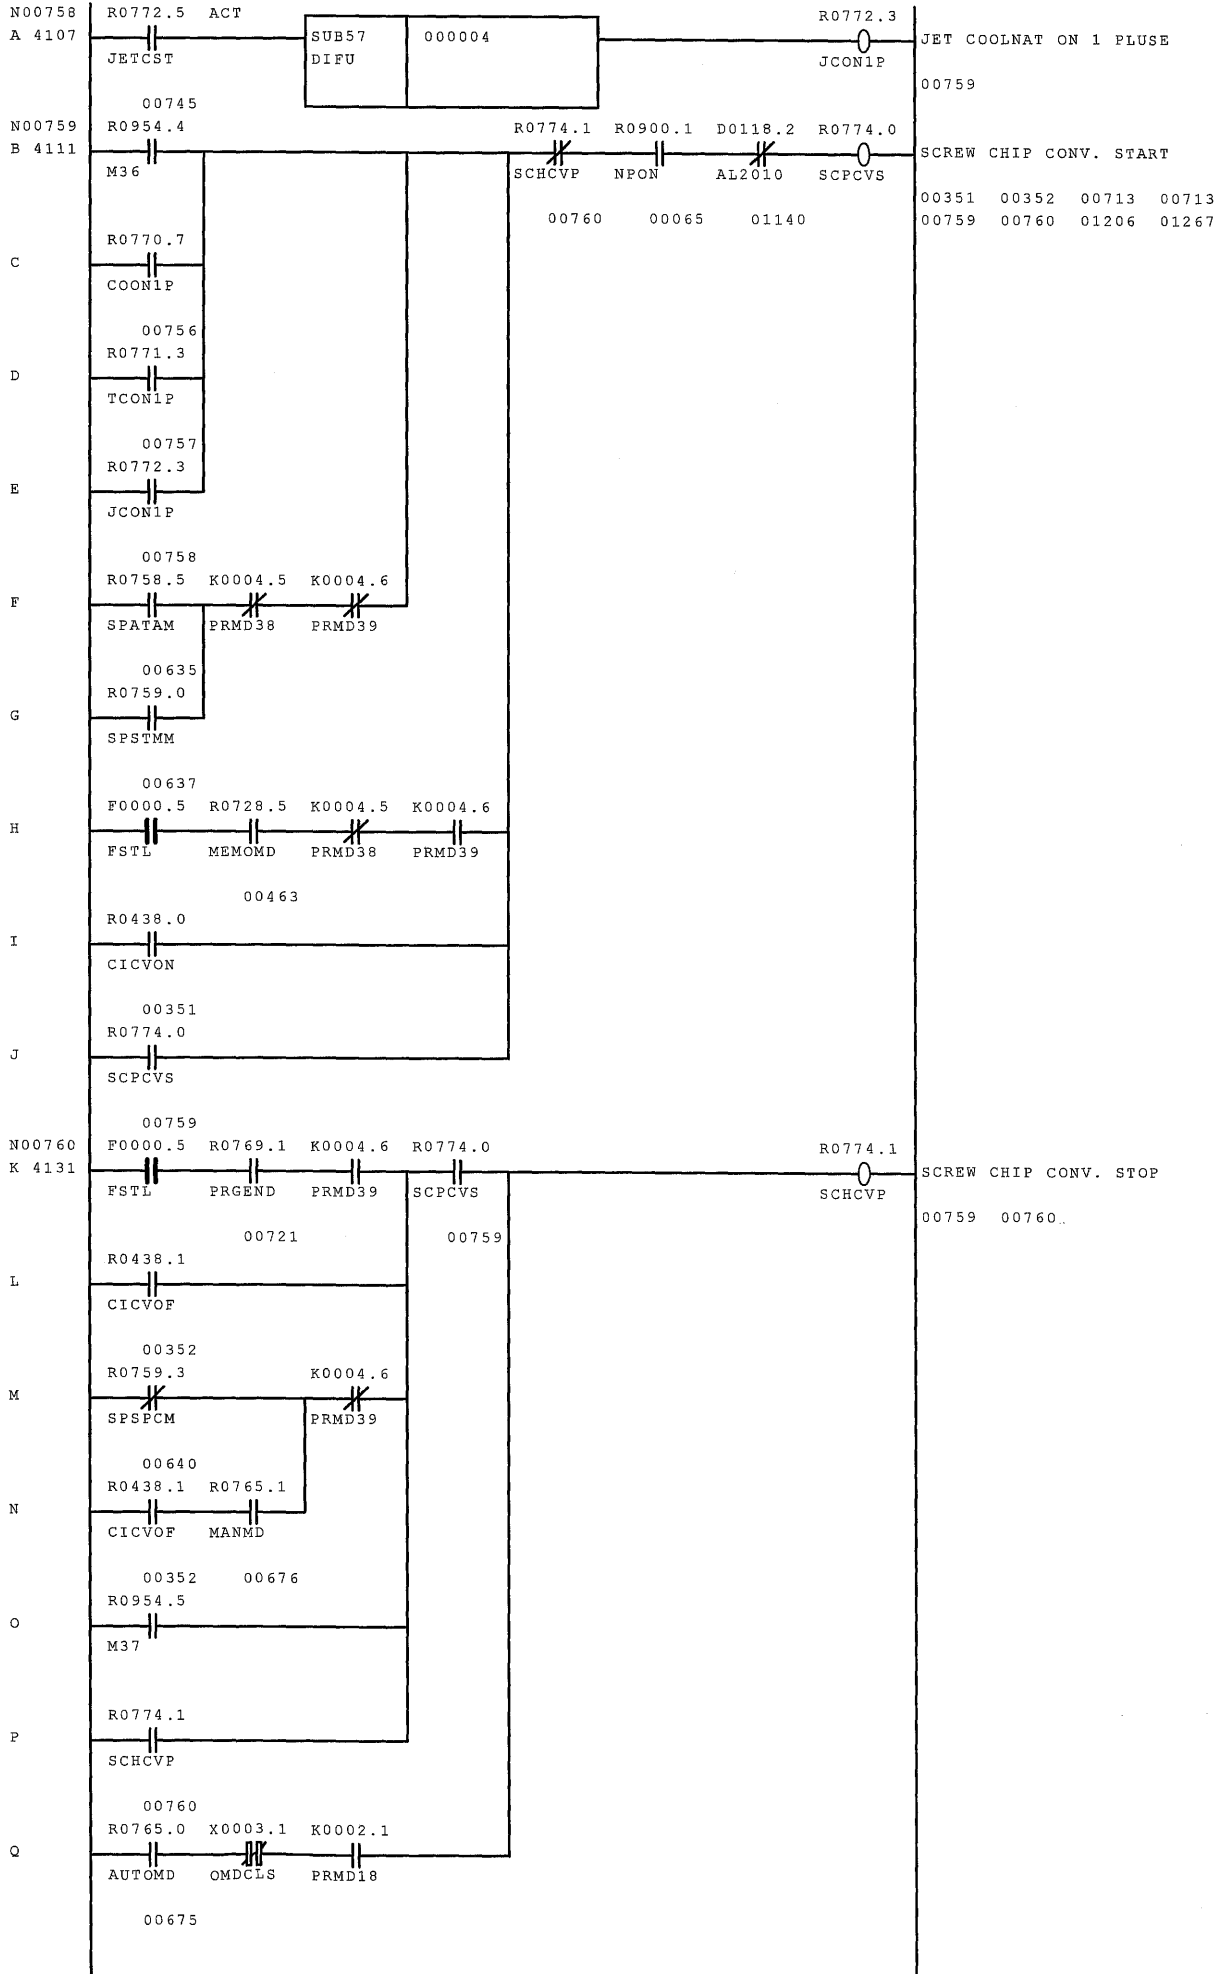 N00758 R0772.5 ACT R0772.3
A 4107 SUB57 000004 JET COOLNAT ON 1 PLUSE
JETCST DIFU JCON1P
00759
00745
N00759 R0954.4 R0774.1 R0900.1 D0118.2 R0774.0
B 4111 SCREW CHIP CONV. START
M36 SCHCVP NPON AL2010 SCPCVS
00351 00352 00713 00713
00760 00065 01140 00759 00760 01206 01267
R0770.7
C
COON1P
00756
R0771.3
D
TCON1P
00757
R0772.3
E
JCON1P
00758
R0758.5 K0004.5 K0004.6
F
SPATAM PRMD38 PRMD39
00635
R0759.0
G
SPSTMM
00637
F0000.5 R0728.5 K0004.5 K0004.6
H
FSTL MEMOMD PRMD38 PRMD39
00463
R0438.0
I
CICVON
00351
R0774.0
J
SCPCVS
00759
N00760 F0000.5 R0769.1 K0004.6 R0774.0 R0774.1
K 4131 SCREW CHIP CONV. STOP
FSTL PRGEND PRMD39 SCPCVS SCHCVP
00759 00760
00721 00759
R0438.1
L
CICVOF
00352
R0759.3 K0004.6
M
SPSPCM PRMD39
00640
R0438.1 R0765.1
N
CICVOF MANMD
00352 00676
R0954.5
O
M37
R0774.1
P
SCHCVP
00760
R0765.0 X0003.1 K0002.1
Q
AUTOMD OMDCLS PRMD18
00675